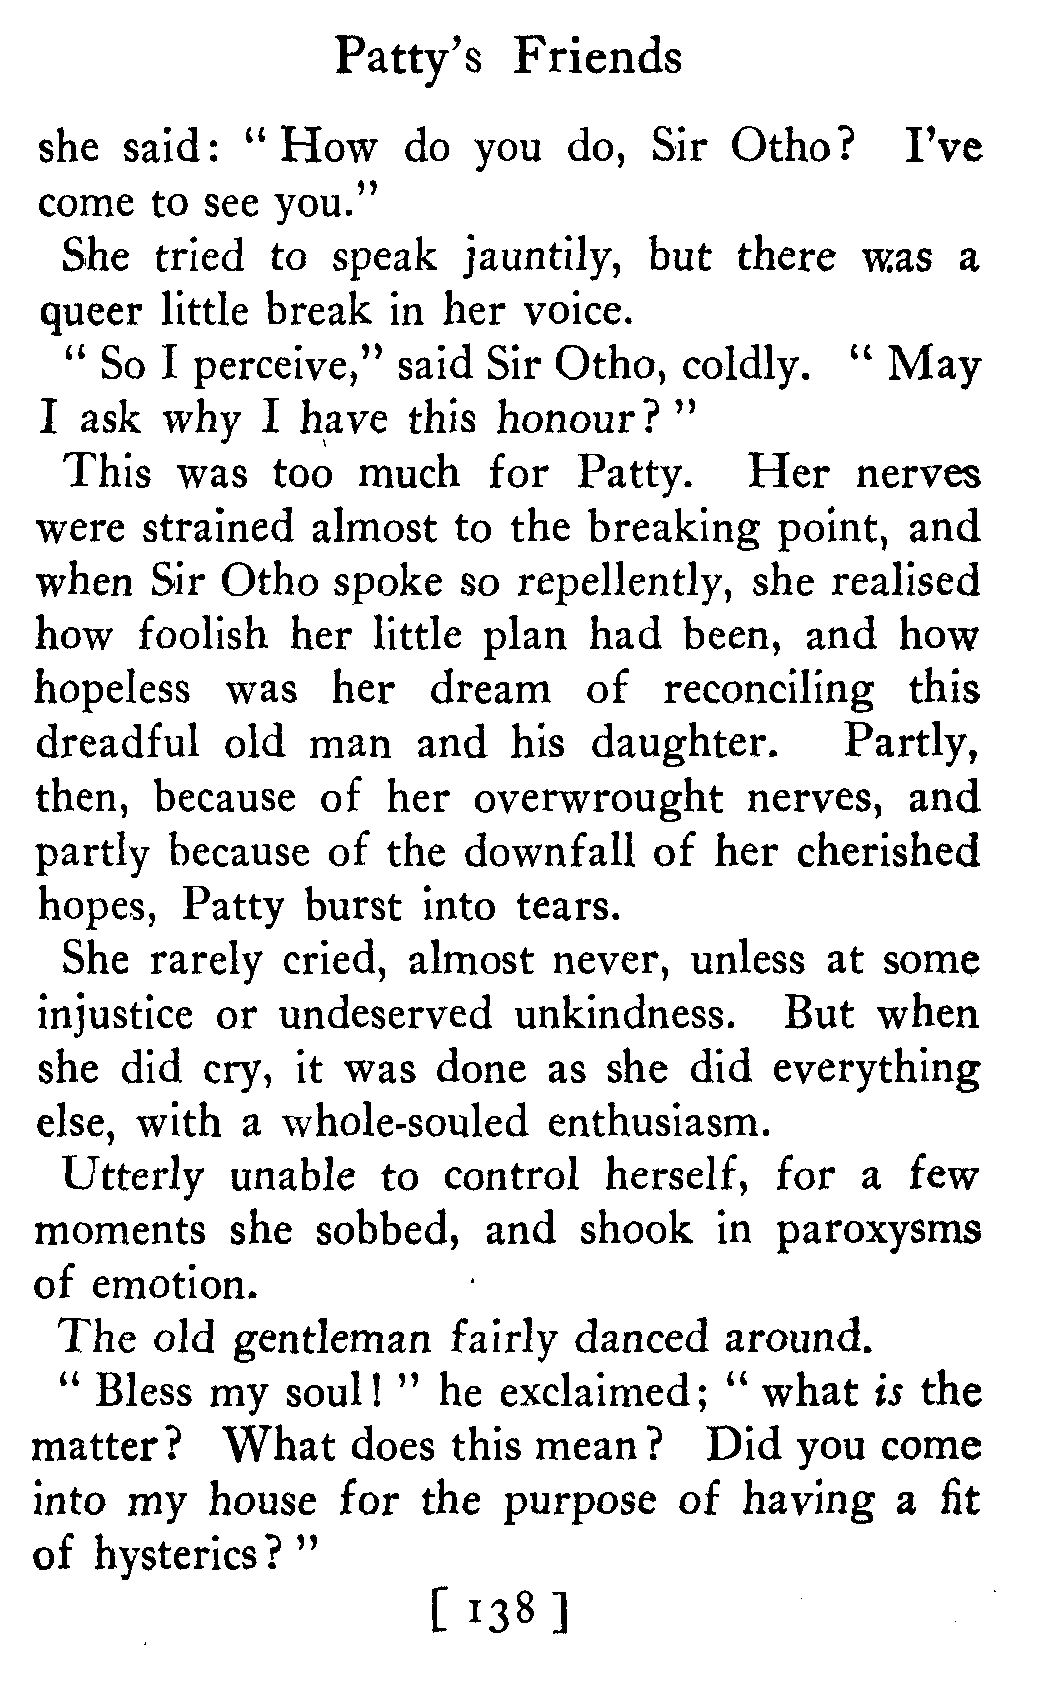 Patty's Friends
she said: " How do you do, Sir Otho? I've
come to see you."
She tried to speak jauntily, but there was a
queer little break in her voice.
" So I perceive," said Sir Otho, coldly. " May
I ask why I have this honour? "
This was too much for Patty. Her nerves
were strained almost to the breaking point, and
when Sir Otho spoke so repellently, she realised
how foolish her little plan had been, and how
hopeless was her dream of reconciling this
dreadful old man and his daughter. Partly,
then, because of her overwrought nerves, and
partly because of the downfall of her cherished
hopes, Patty burst into tears.
She rarely cried, almost never, unless at some
injustice or undeserved unkindness. But when
she did cry, it was done as she did everything
else, with a whole-souled enthusiasm.
Utterly unable to control herself, for a few
moments she sobbed, and shook in paroxysms
of emotion.
The old gentleman fairly danced around.
" Bless my soul! " he exclaimed; " what is the
matter? What does this mean? Did you come
into my house for the purpose of having a fit
of hysterics? "
[ 138 ]